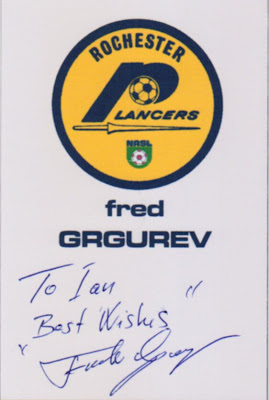 ROCHESTER
LANCERS
NASL
fred
GRGUREV
To Ian
Best Wishes